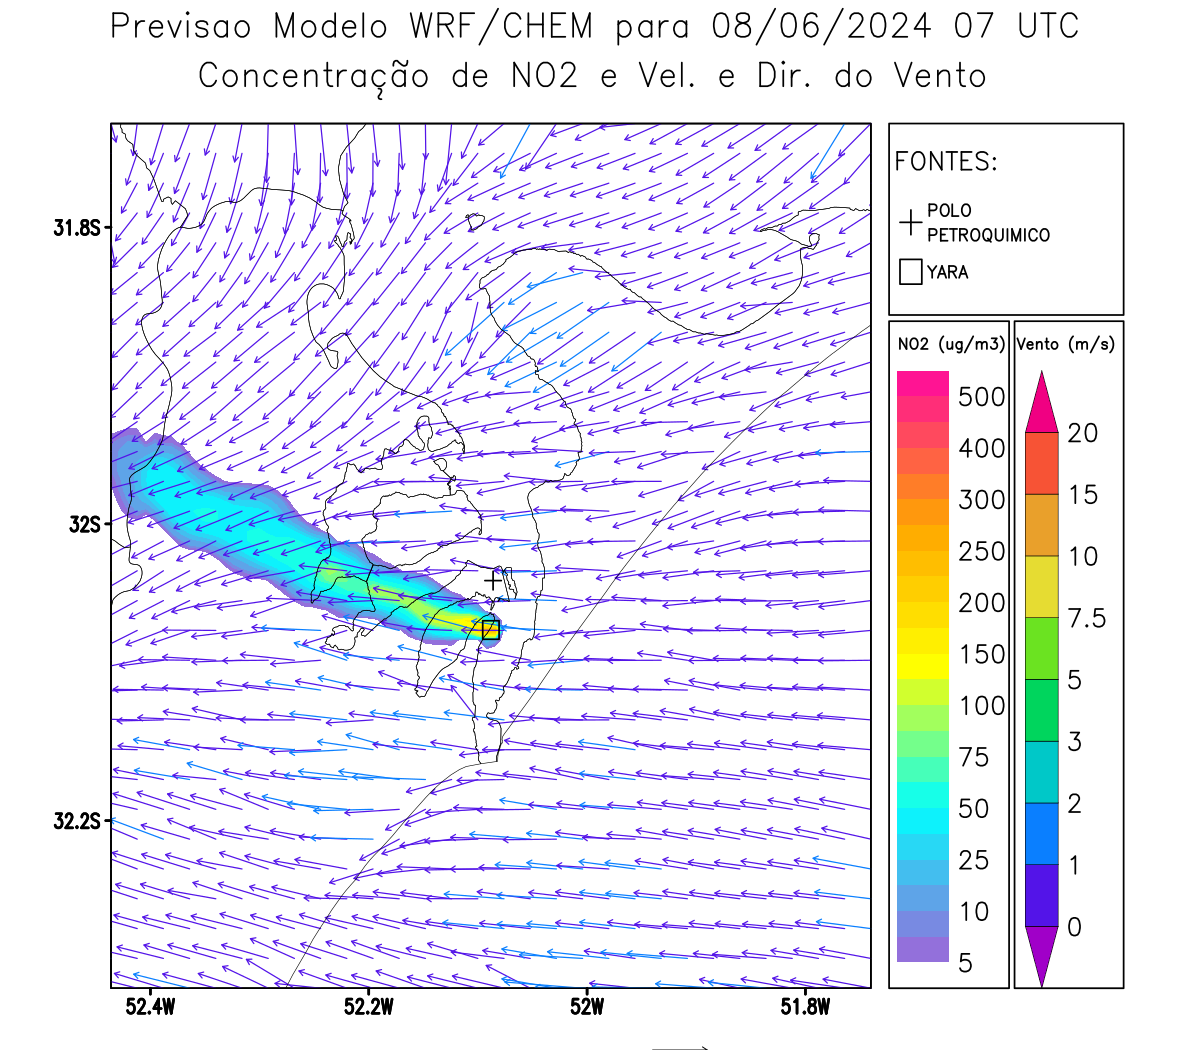 Previsao Modelo WRF/CHEM para 08/06/2024 07 UTC
Concentração de NO2 e Vel. e Dir. do Vento
FONTES:
POLO
PETROQUIMICO
YARA
NO2 (ug/m3)
500
400
300
250
200
150
100
75
50
25
10
5
Vento (m/s)
20
15
10
7.5
5
3
2
1
0
31.8S
32S
32.2S
52.4W
52.2W
52W
51.8W